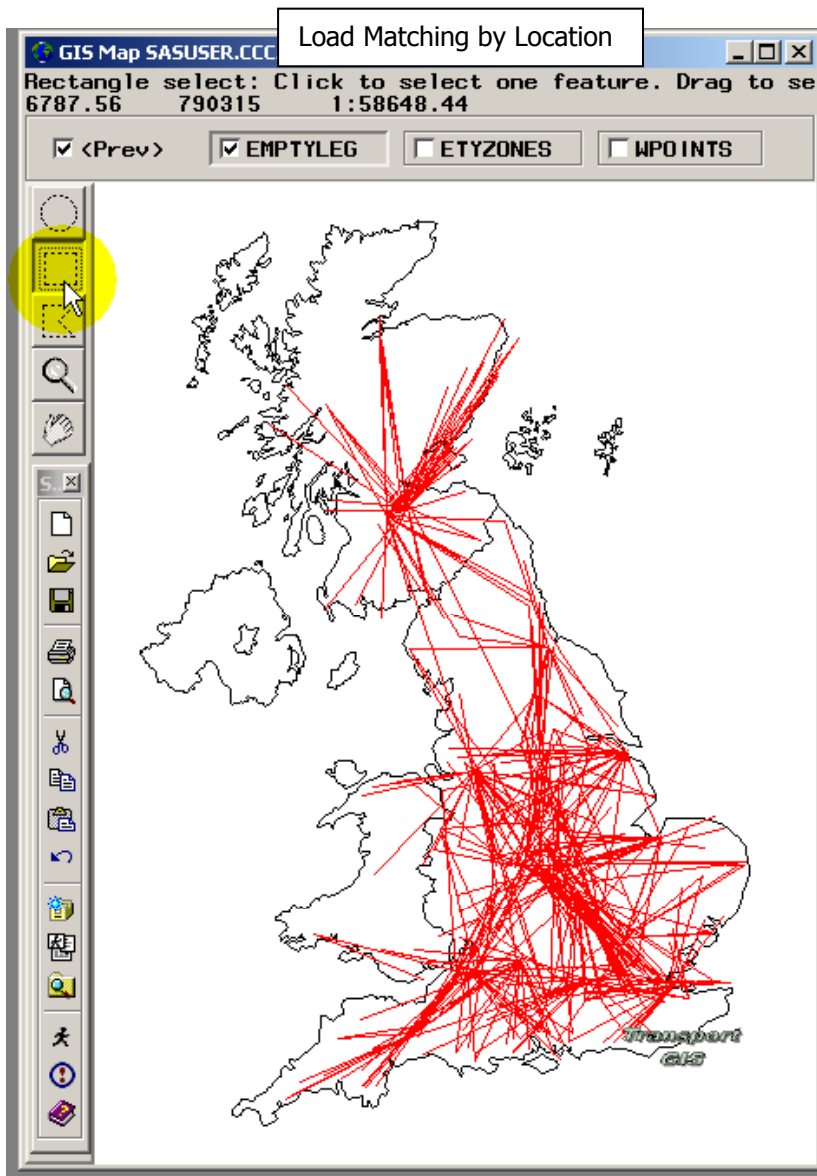 Load Matching by Location
GIS Map SASUSER.CCC
Rectangle select: Click to select one feature. Drag to se
6787.56 790315 1:58648.44
<Prev> EMPTYLEG ETYZONES WPOINTS
S..
Transport
GIS